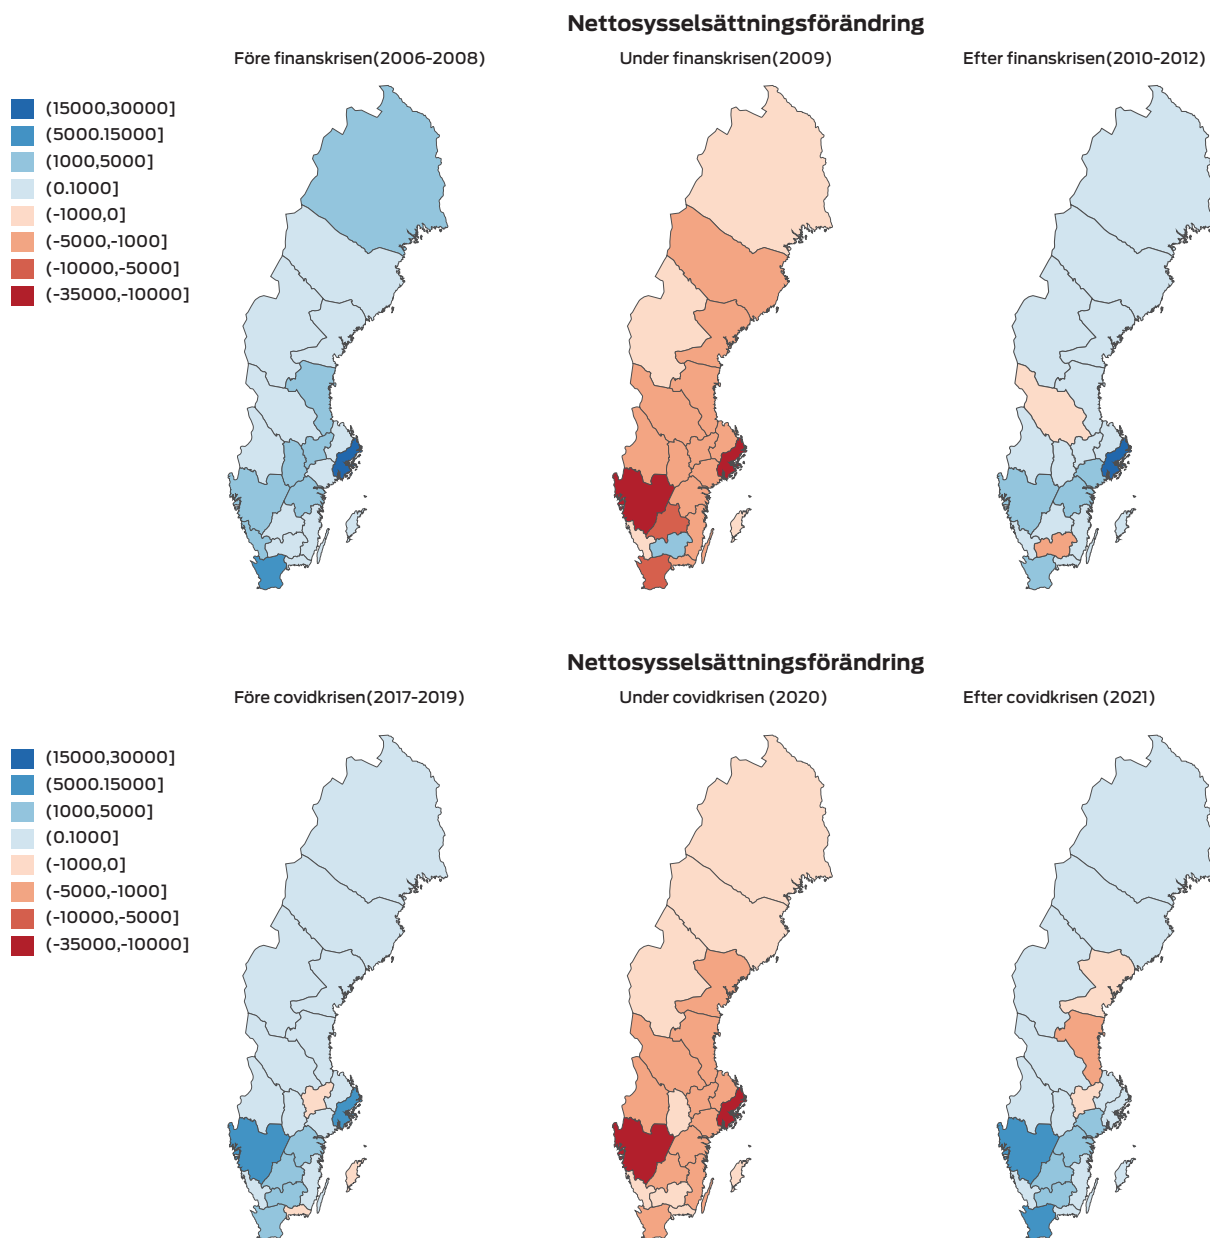 Nettosysselsättningsförändring
Före finanskrisen(2006-2008)
Under finanskrisen(2009)
Efter finanskrisen(2010-2012)
(15000,30000]
(5000.15000]
(1000,5000]
(0.1000]
(-1000,0]
(-5000,-1000]
(-10000,-5000]
(-35000,-10000]
Nettosysselsättningsförändring
Före covidkrisen(2017-2019)
Under covidkrisen (2020)
Efter covidkrisen (2021)
(15000,30000]
(5000.15000]
(1000,5000]
(0.1000]
(-1000,0]
(-5000,-1000]
(-10000,-5000]
(-35000,-10000]